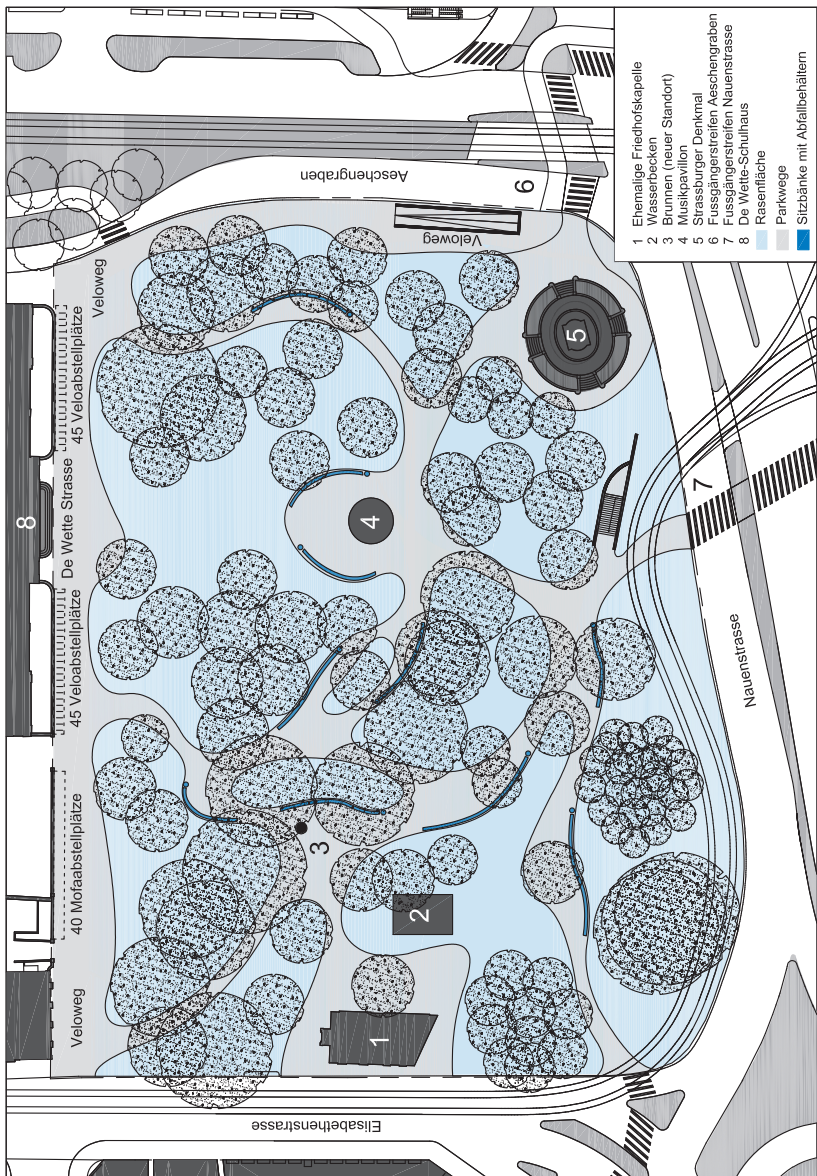 1 Ehemalige Friedhofskapelle
2 Wasserbecken
3 Brunnen (neuer Standort)
4 Musikpavillon
5 Strassburger Denkmal
6 Fussgängerstreifen Aeschengraben
7 Fussgängerstreifen Nauenstrasse
8 De Wette-Schulhaus
Rasenfläche
Parkwege
Sitzbänke mit Abfallbehältern
8
Veloweg
40 Mofaabstellplätze
45 Veloabstellplätze
De Wette Strasse
45 Veloabstellplätze
Veloweg
Elisabethenstrasse
Aeschengraben
Veloweg
6
1
2
3
4
5
7
Nauenstrasse